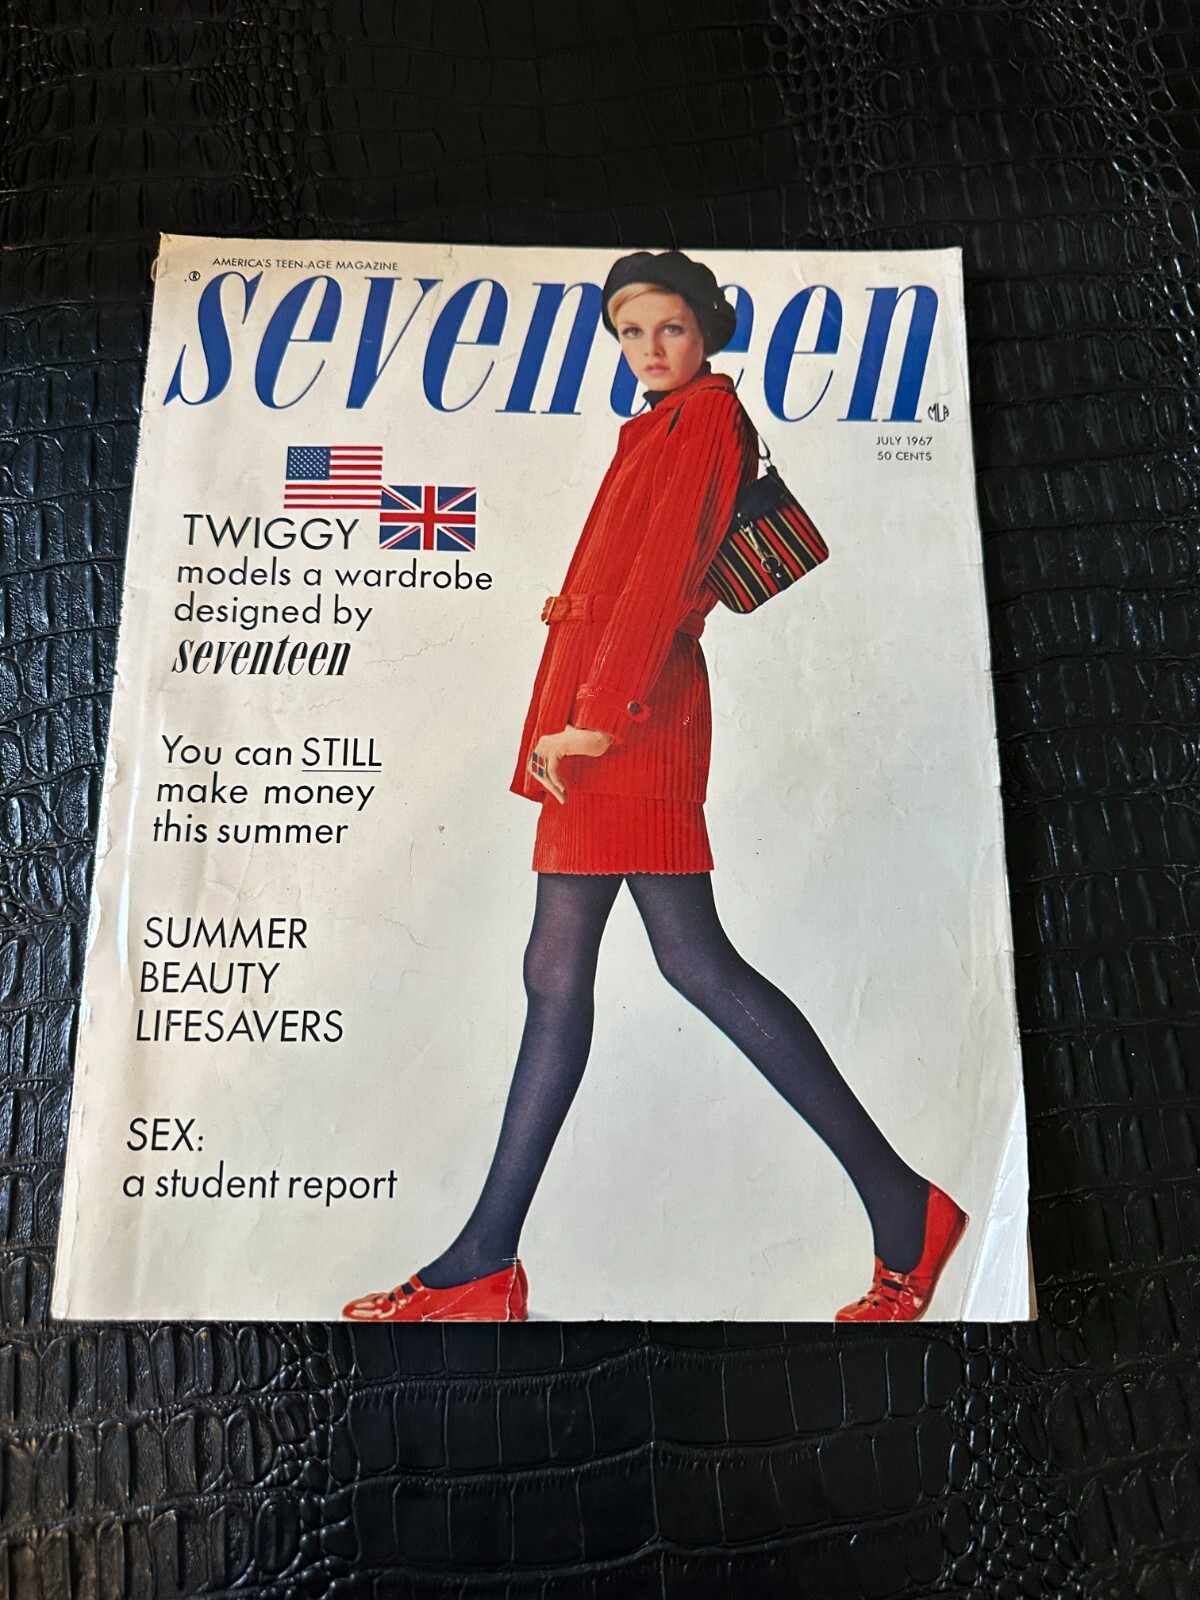 AMERICA'S TEEN-AGE MAGAZINE
® seventeen
MLA
JULY 1967
50 CENTS
TWIGGY
models a wardrobe
designed by
seventeen
You can STILL
make money
this summer
SUMMER
BEAUTY
LIFESAVERS
SEX:
a student report